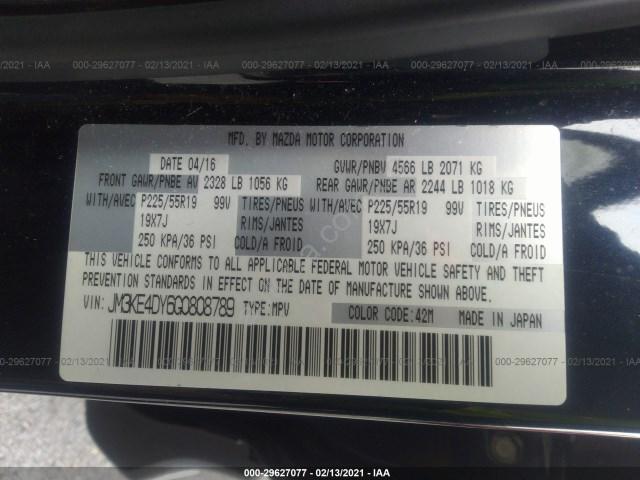 000-29627077 - 02/13/2021 - IAA 000-29627077 - 02/13/2021 - IAA
MFD. BY MAZDA MOTOR CORPORATION
DATE 04/16 GVWR/PNBV 4566 LB 2071 KG
FRONT GAWR/PNBE AV 2328 LB 1056 KG REAR GAWR/PNBE AR 2244 LB 1018 KG
WITH/AVEC P225/55R19 99V TIRES/PNEUS WITH/AVEC P225/55R19 99V TIRES/PNEUS
19X7J RIMS/JANTES 19X7J RIMS/JANTES
250 KPA/36 PSI COLD/A FROID 250 KPA/36 PSI COLD/A FROID
THIS VEHICLE CONFORMS TO ALL APPLICABLE FEDERAL MOTOR VEHICLE SAFETY AND THEFT
PREVENTION STANDARDS IN EFFECT ON THE DATE OF MANUFACTURE SHOWN ABOVE.
VIN: JM3KE4DY6G0808789 TYPE:MPV COLOR CODE:42M MADE IN JAPAN
000-29627077 - 02/13/2021 - IAA 000-29627077 - 02/13/2021 - IAA